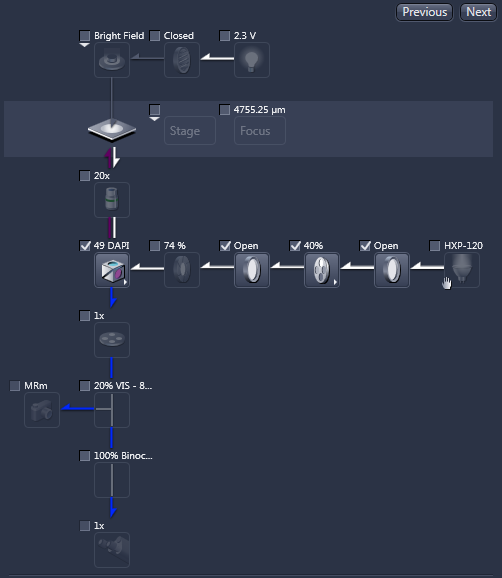 Previous
Next
Bright Field
Closed
2.3 V
Stage
4755.25 µm
Focus
20x
49 DAPI
74 %
Open
40%
Open
HXP-120
1x
MRm
20% VIS - 8...
100% Binoc...
1x